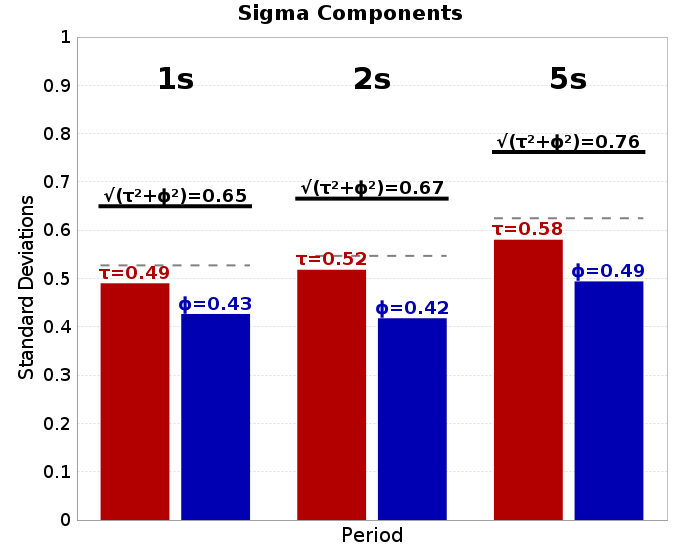 Sigma Components
1
0.9
0.8
0.7
0.6
0.5
0.4
0.3
0.2
0.1
0
Standard Deviations
1s
2s
5s
√(τ²+ϕ²)=0.65
√(τ²+ϕ²)=0.67
√(τ²+ϕ²)=0.76
τ=0.49
ϕ=0.43
τ=0.52
ϕ=0.42
τ=0.58
ϕ=0.49
Period